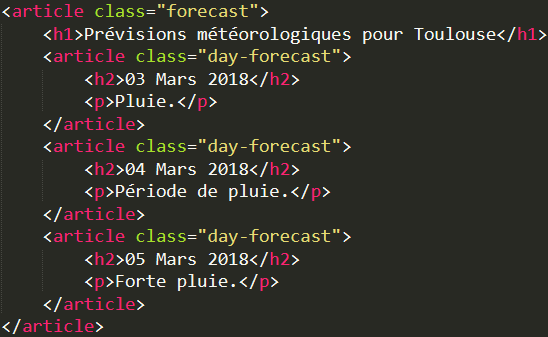 <article class="forecast">
    <h1>Prévisions météorologiques pour Toulouse</h1>
    <article class="day-forecast">
        <h2>03 Mars 2018</h2>
        <p>Pluie.</p>
    </article>
    <article class="day-forecast">
        <h2>04 Mars 2018</h2>
        <p>Période de pluie.</p>
    </article>
    <article class="day-forecast">
        <h2>05 Mars 2018</h2>
        <p>Forte pluie.</p>
    </article>
</article>